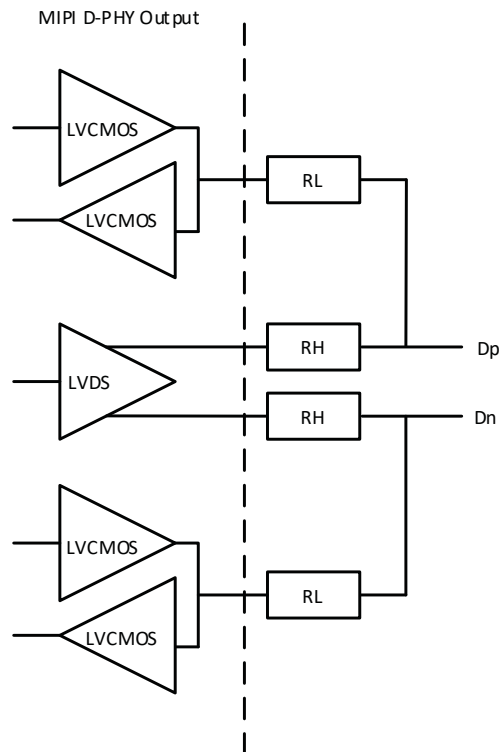 MIPI D-PHY Output
LVCMOS
RL
LVCMOS
RH
Dp
LVDS
RH
Dn
LVCMOS
RL
LVCMOS